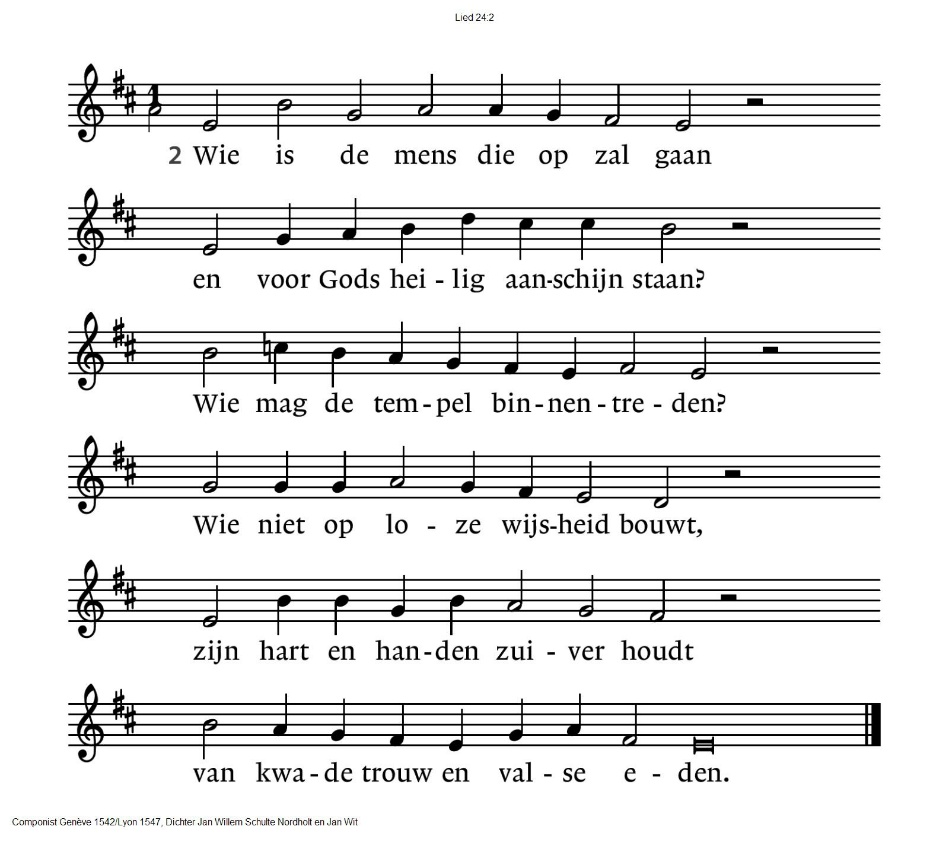 Lied 24:2
1
2 Wie is de mens die op zal gaan
en voor Gods hei - lig aan-schijn staan?
Wie mag de tem - pel bin - nen - tre - den?
Wie niet op lo - ze wijs-heid bouwt,
zijn hart en han - den zui - ver houdt
van kwa - de trouw en val - se e - den.
Componist Genève 1542/Lyon 1547, Dichter Jan Willem Schulte Nordholt en Jan Wit